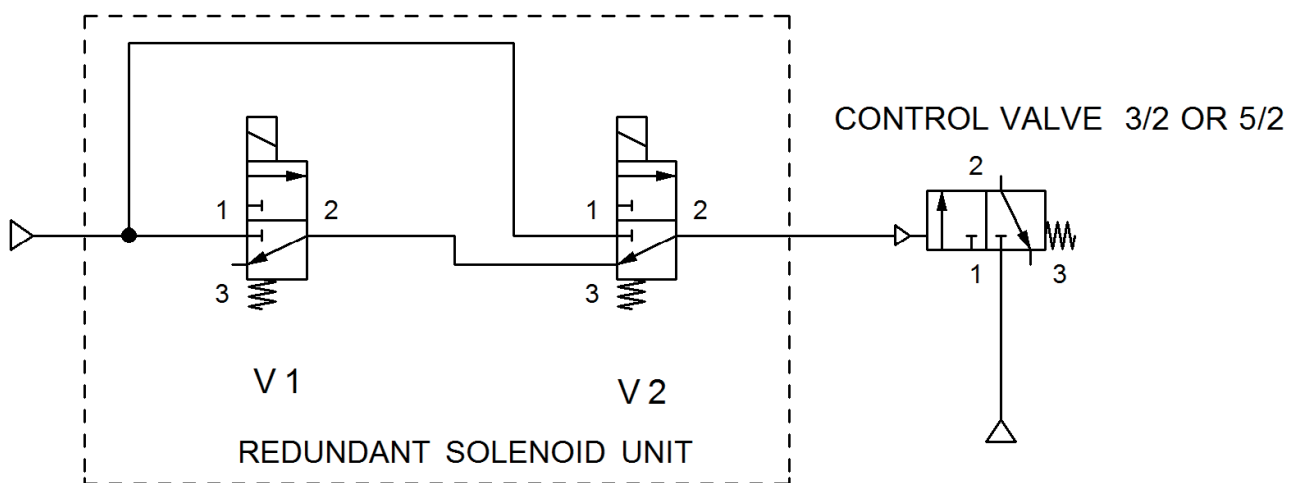 CONTROL VALVE 3/2 OR 5/2
2
1 2
1 2
1 3
3
3
V 1
V 2
REDUNDANT SOLENOID UNIT